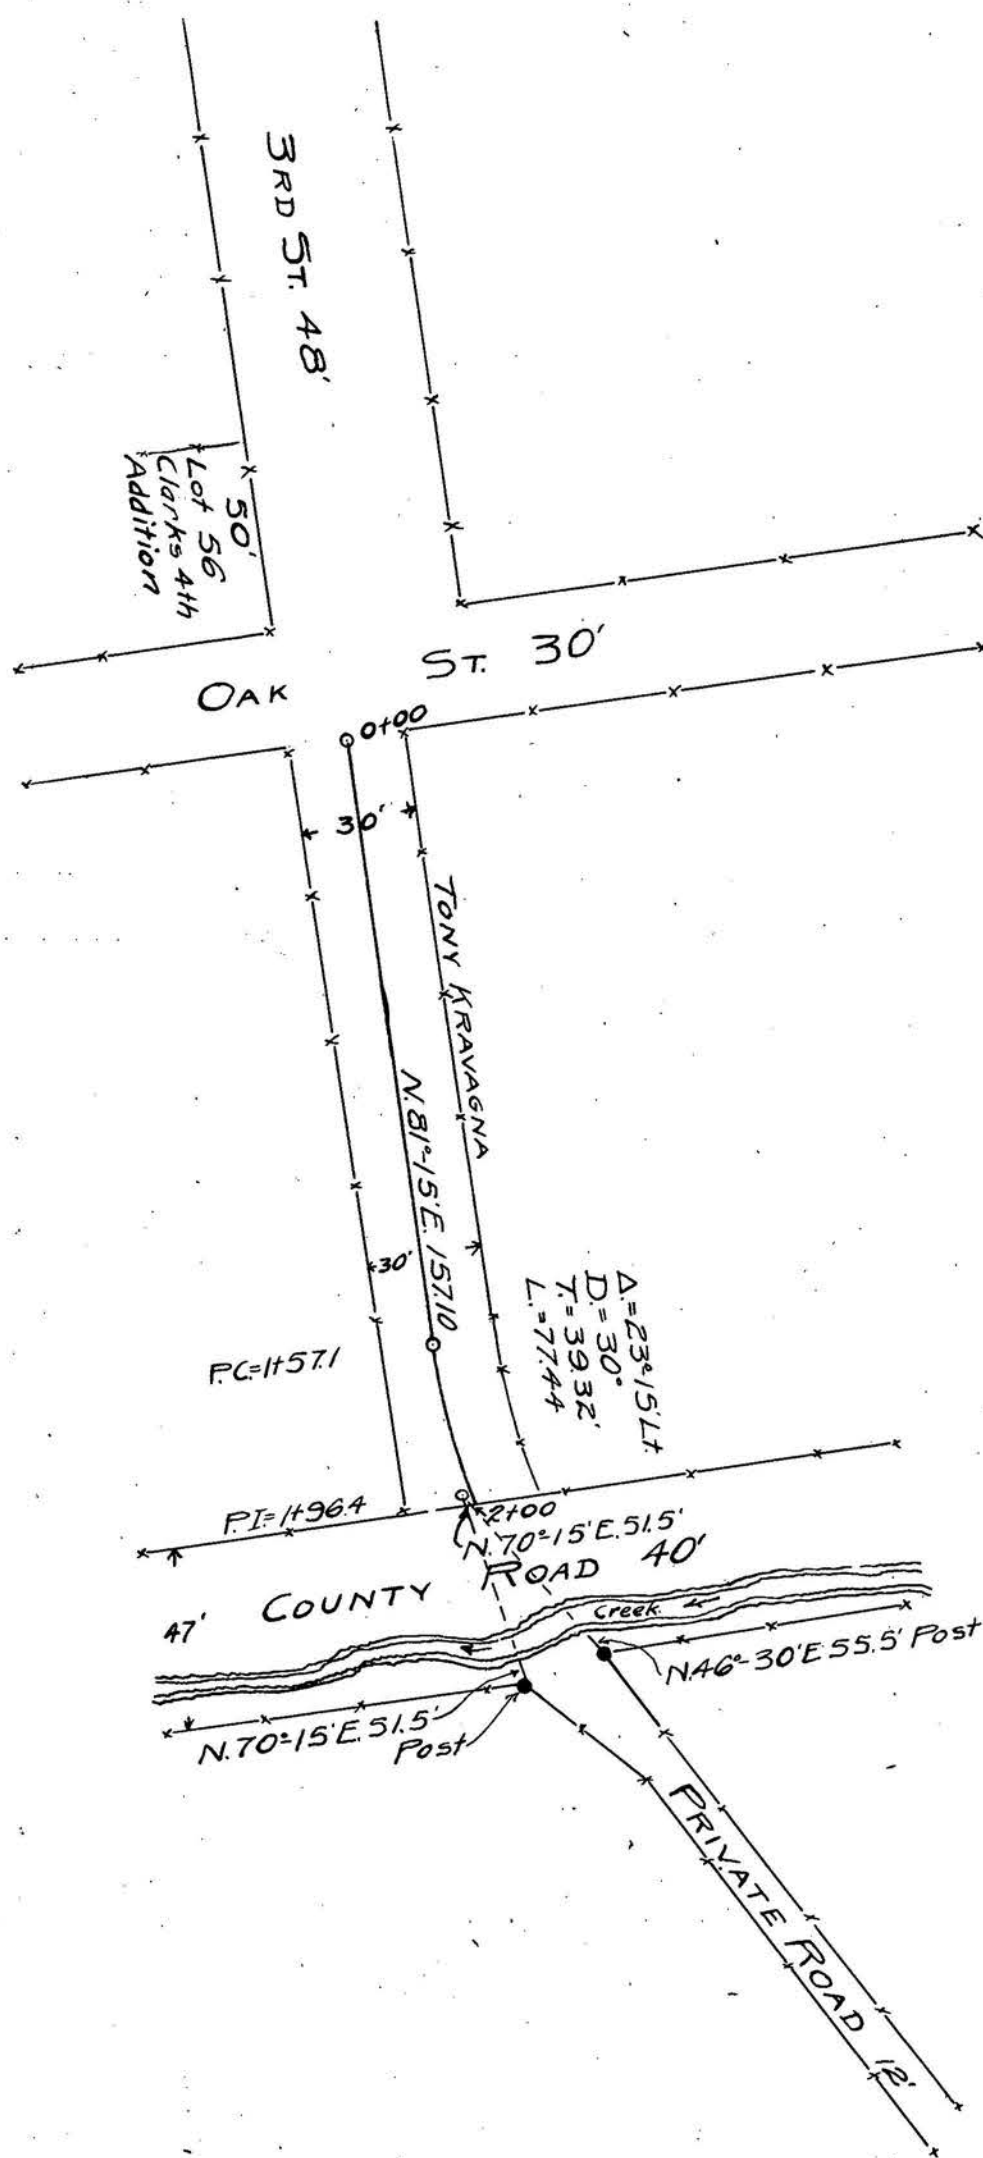 3RD ST. 48'
50'
Lot 56
Clarks 4th
Addition
OAK ST. 30'
0+00
30'
TONY KRAVAGNA
N.81°-15'E. 157.10
30'
Δ.=23°-15'Lt.
D.=30°
T.=39.32'
L.=77.44
P.C.=1+57.1
P.I.=1+96.4
2+00
N.70°-15'E.51.5'
COUNTY ROAD 40'
47'
Creek
N.46°-30'E.55.5' Post
N.70°-15'E.51.5'
Post
PRIVATE ROAD 12'